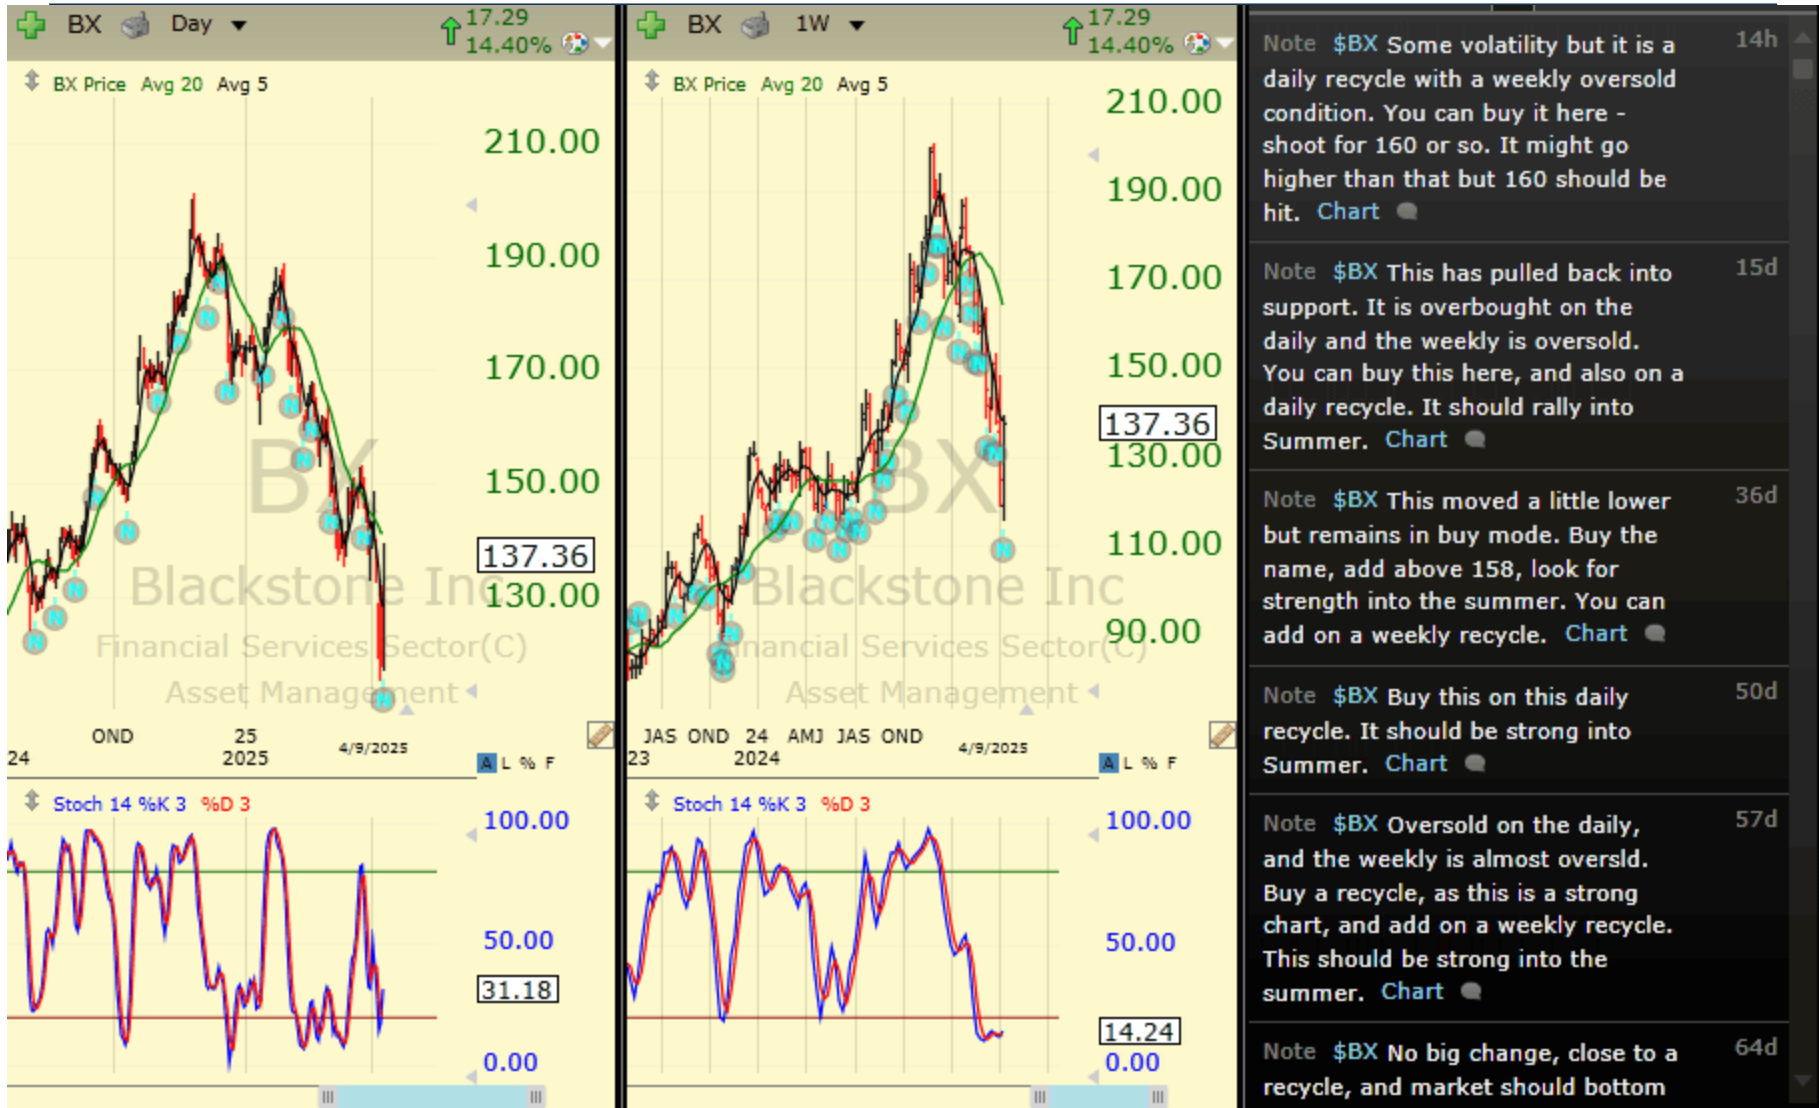 BX Day 17.29
14.40%
BX Price Avg 20 Avg 5
210.00
190.00
170.00
150.00
137.36
130.00
BX
Blackstone Inc
Financial Services Sector(C)
Asset Management
OND 25
24 2025 4/9/2025
A L % F
Stoch 14 %K 3 %D 3
100.00
50.00
31.18
0.00
BX 1W 17.29
14.40%
BX Price Avg 20 Avg 5
210.00
190.00
170.00
150.00
137.36
130.00
110.00
90.00
BX
Blackstone Inc
Financial Services Sector(C)
Asset Management
JAS OND 24 AMJ JAS OND
23 2024 4/9/2025
A L % F
Stoch 14 %K 3 %D 3
100.00
50.00
14.24
0.00
Note $BX Some volatility but it is a 14h
daily recycle with a weekly oversold
condition. You can buy it here -
shoot for 160 or so. It might go
higher than that but 160 should be
hit. Chart
Note $BX This has pulled back into 15d
support. It is overbought on the
daily and the weekly is oversold.
You can buy this here, and also on a
daily recycle. It should rally into
Summer. Chart
Note $BX This moved a little lower 36d
but remains in buy mode. Buy the
name, add above 158, look for
strength into the summer. You can
add on a weekly recycle. Chart
Note $BX Buy this on this daily 50d
recycle. It should be strong into
Summer. Chart
Note $BX Oversold on the daily, 57d
and the weekly is almost oversld.
Buy a recycle, as this is a strong
chart, and add on a weekly recycle.
This should be strong into the
summer. Chart
Note $BX No big change, close to a 64d
recycle, and market should bottom